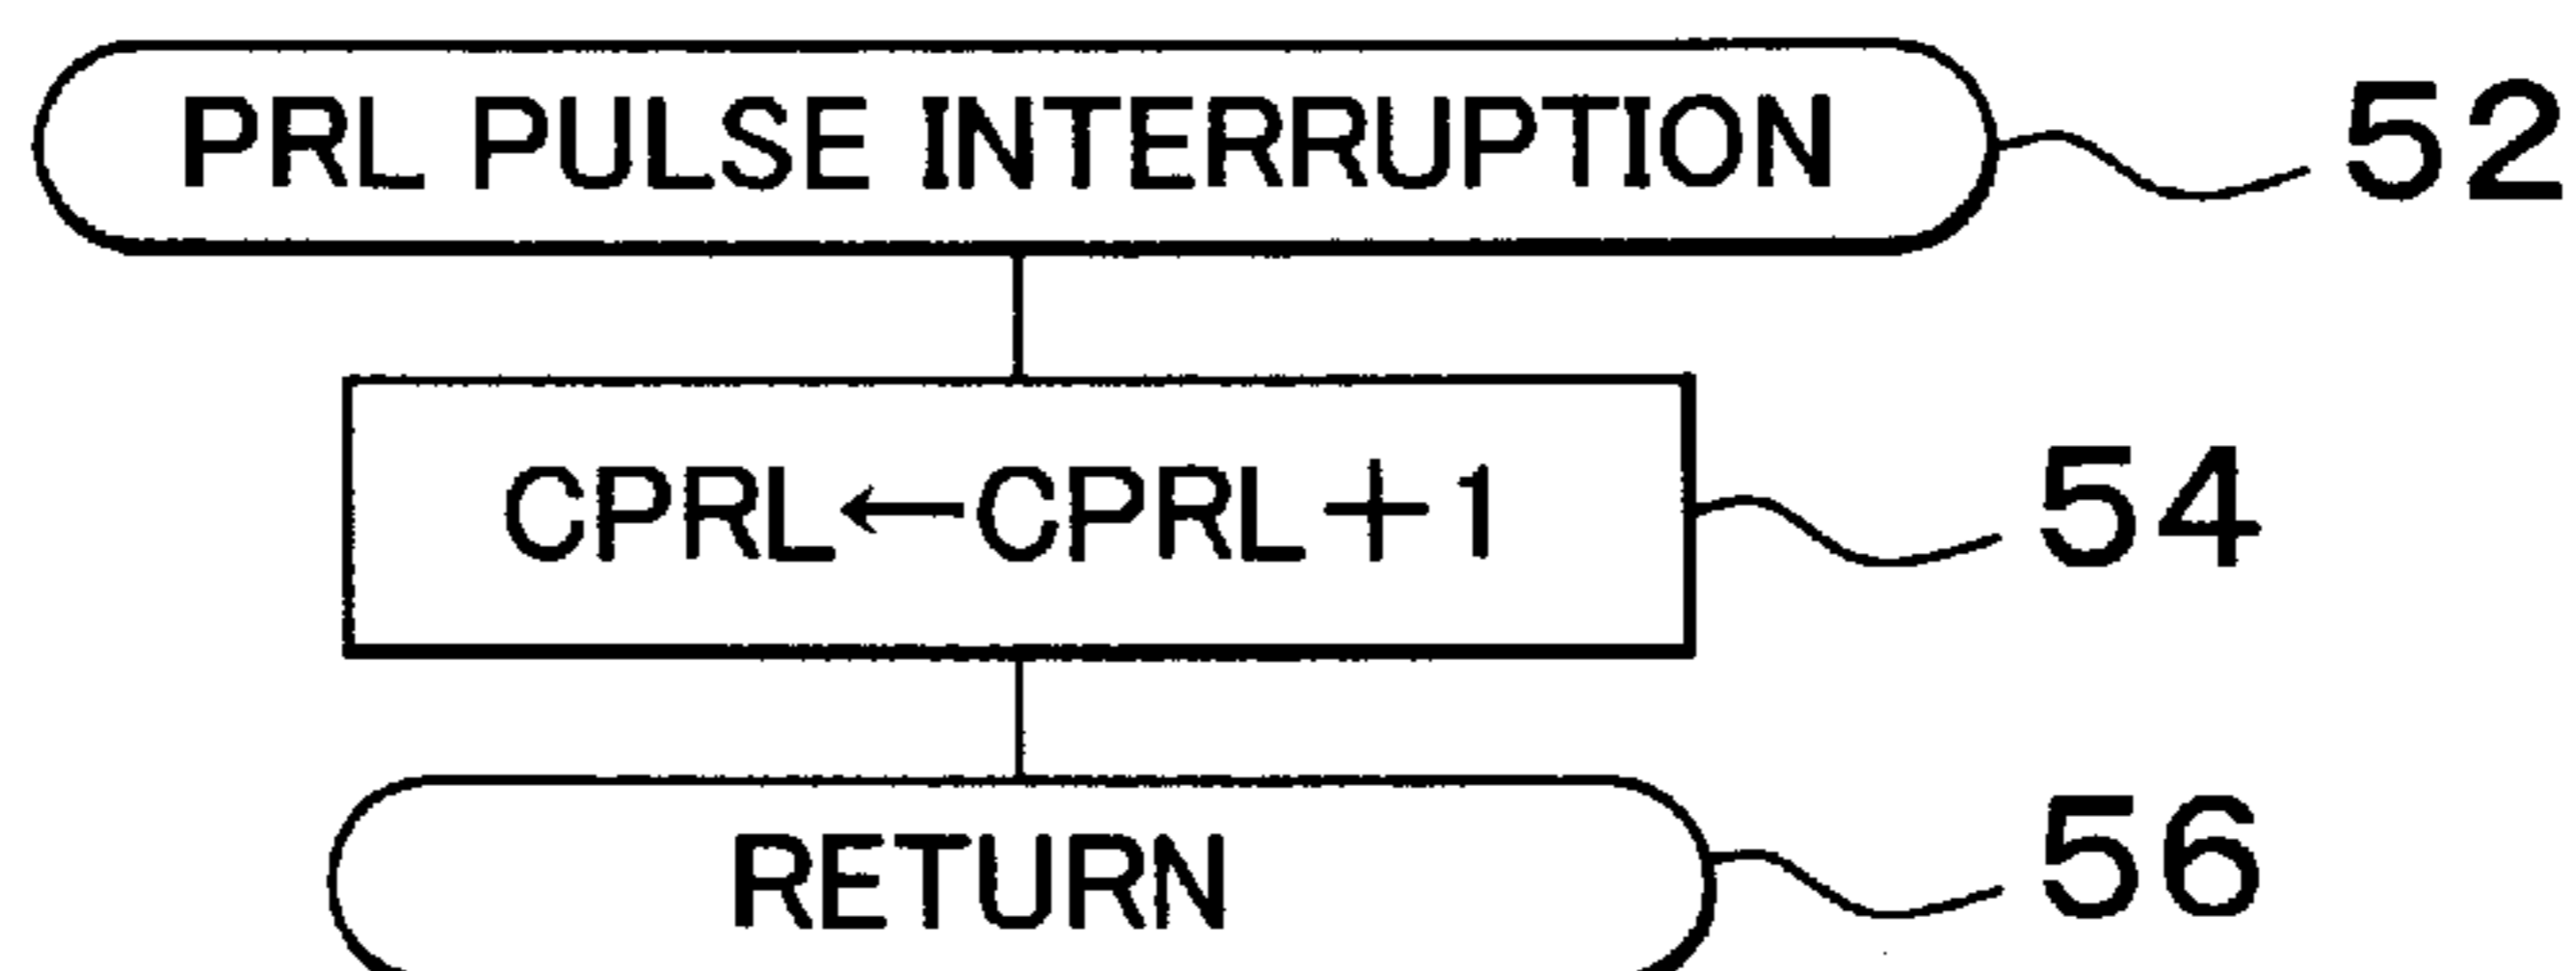 PRL PULSE INTERRUPTION 52
CPRL←CPRL+1 54
RETURN 56